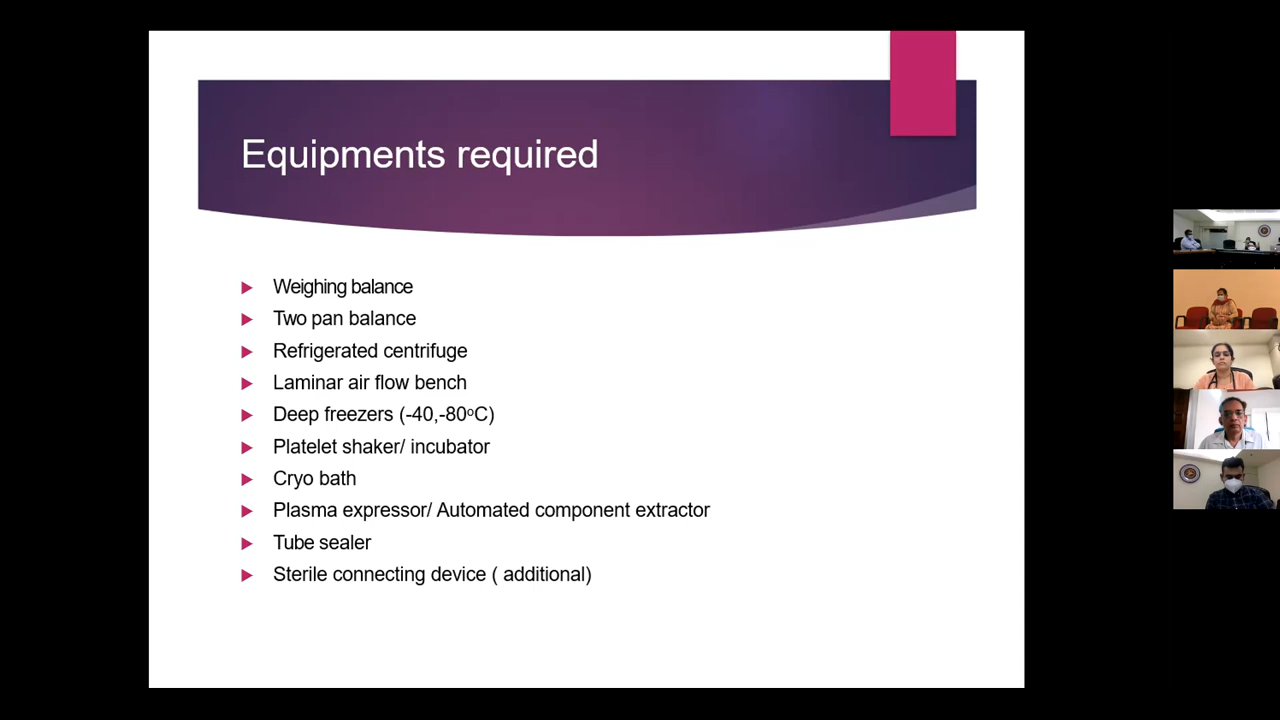 Equipments required
Weighing balance
Two pan balance
Refrigerated centrifuge
Laminar air flow bench
Deep freezers (-40,-80ºC)
Platelet shaker/ incubator
Cryo bath
Plasma expressor/ Automated component extractor
Tube sealer
Sterile connecting device ( additional)